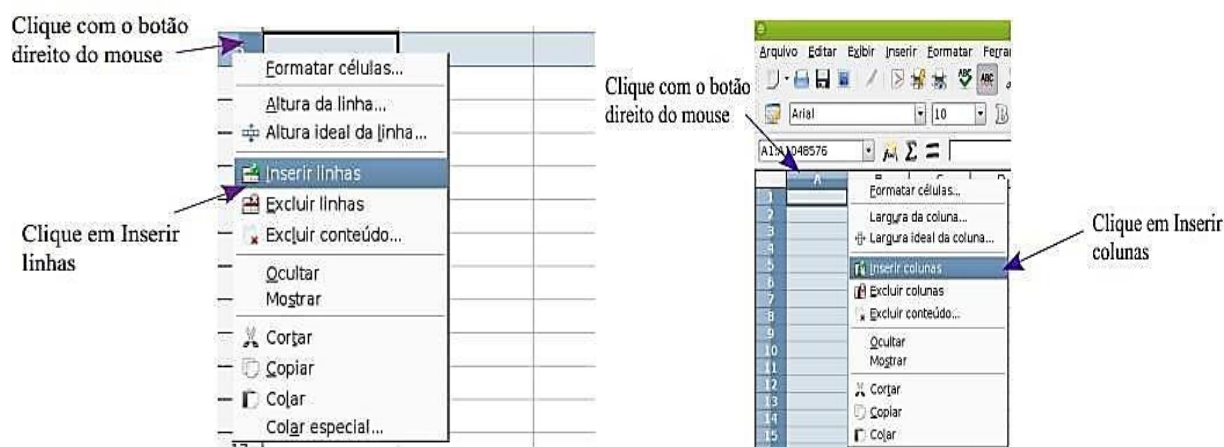 Clique com o botão
direito do mouse
Formatar células...
Altura da linha...
Altura ideal da linha...
Inserir linhas
Excluir linhas
Excluir conteúdo...
Ocultar
Mostrar
Cortar
Copiar
Colar
Colar especial...
Clique em Inserir
linhas
Clique com o botão
direito do mouse
Arquivo Editar Exibir Inserir Formatar
ABC ABC
Arial 10
A1:A1048576
A B C D
1
2
3
4
5
6
7
8
9
10
11
12
13
14
15
Formatar células...
Largura da coluna...
Largura ideal da coluna...
Inserir colunas
Excluir colunas
Excluir conteúdo...
Ocultar
Mostrar
Cortar
Copiar
Colar
Clique em Inserir
colunas